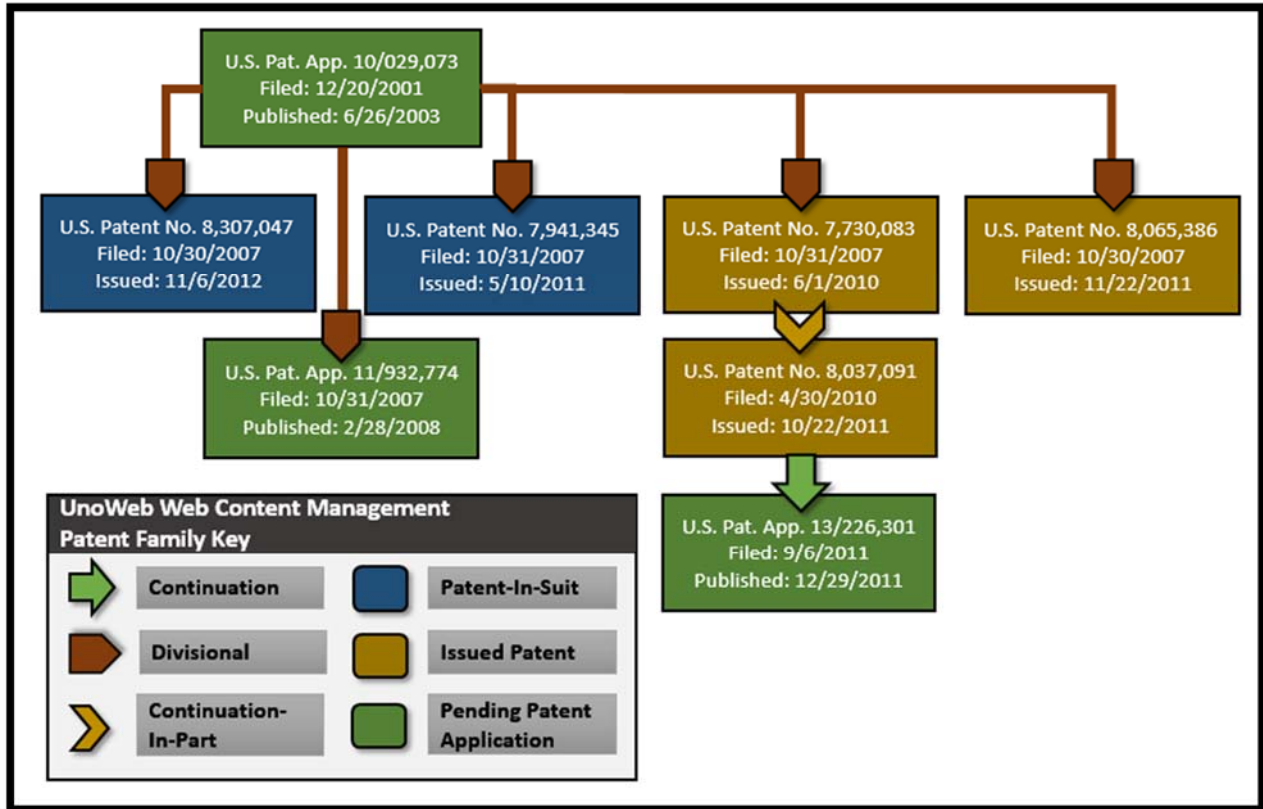 U.S. Pat. App. 10/029,073
Filed: 12/20/2001
Published: 6/26/2003
U.S. Patent No. 8,307,047
Filed: 10/30/2007
Issued: 11/6/2012
U.S. Patent No. 7,941,345
Filed: 10/31/2007
Issued: 5/10/2011
U.S. Patent No. 7,730,083
Filed: 10/31/2007
Issued: 6/1/2010
U.S. Patent No. 8,065,386
Filed: 10/30/2007
Issued: 11/22/2011
U.S. Pat. App. 11/932,774
Filed: 10/31/2007
Published: 2/28/2008
U.S. Patent No. 8,037,091
Filed: 4/30/2010
Issued: 10/22/2011
U.S. Pat. App. 13/226,301
Filed: 9/6/2011
Published: 12/29/2011
UnoWeb Web Content Management
Patent Family Key
Continuation
Patent-In-Suit
Divisional
Issued Patent
Continuation-
In-Part
Pending Patent
Application